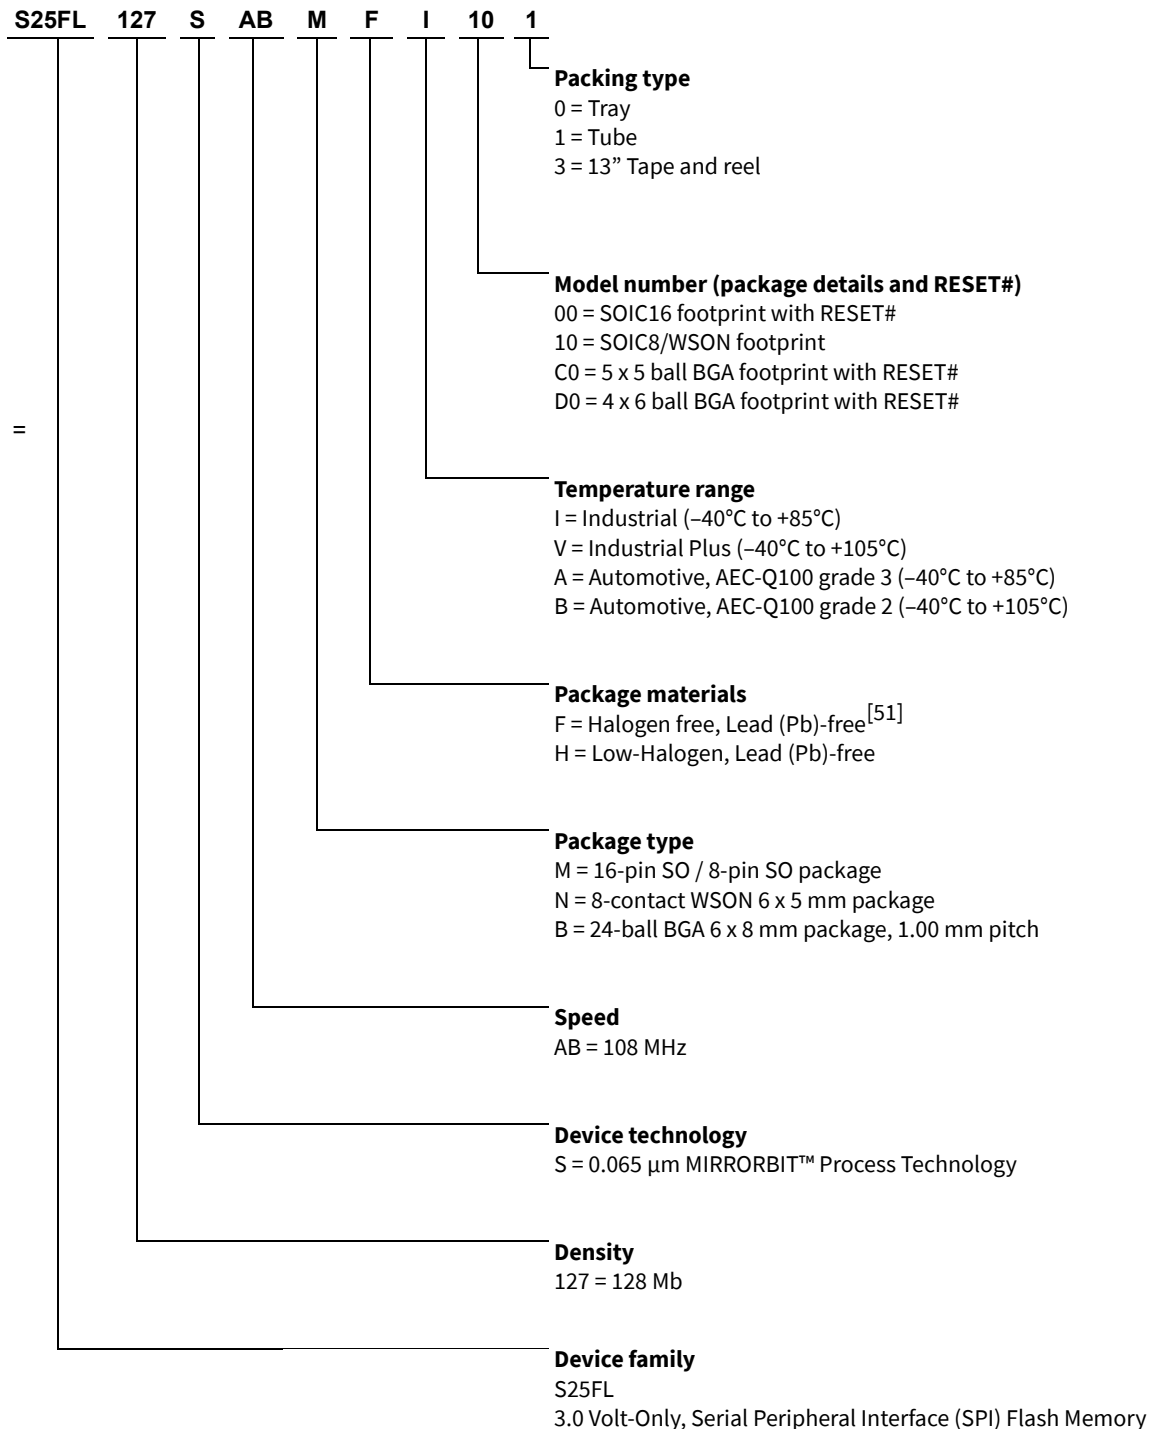 S25FL 127 S AB M F I 10 1
Packing type
0 = Tray
1 = Tube
3 = 13” Tape and reel
Model number (package details and RESET#)
00 = SOIC16 footprint with RESET#
10 = SOIC8/WSON footprint
C0 = 5 x 5 ball BGA footprint with RESET#
D0 = 4 x 6 ball BGA footprint with RESET#
=
Temperature range
I = Industrial (–40°C to +85°C)
V = Industrial Plus (–40°C to +105°C)
A = Automotive, AEC-Q100 grade 3 (–40°C to +85°C)
B = Automotive, AEC-Q100 grade 2 (–40°C to +105°C)
Package materials
F = Halogen free, Lead (Pb)-free[51]
H = Low-Halogen, Lead (Pb)-free
Package type
M = 16-pin SO / 8-pin SO package
N = 8-contact WSON 6 x 5 mm package
B = 24-ball BGA 6 x 8 mm package, 1.00 mm pitch
Speed
AB = 108 MHz
Device technology
S = 0.065 µm MIRRORBIT™ Process Technology
Density
127 = 128 Mb
Device family
S25FL
3.0 Volt-Only, Serial Peripheral Interface (SPI) Flash Memory